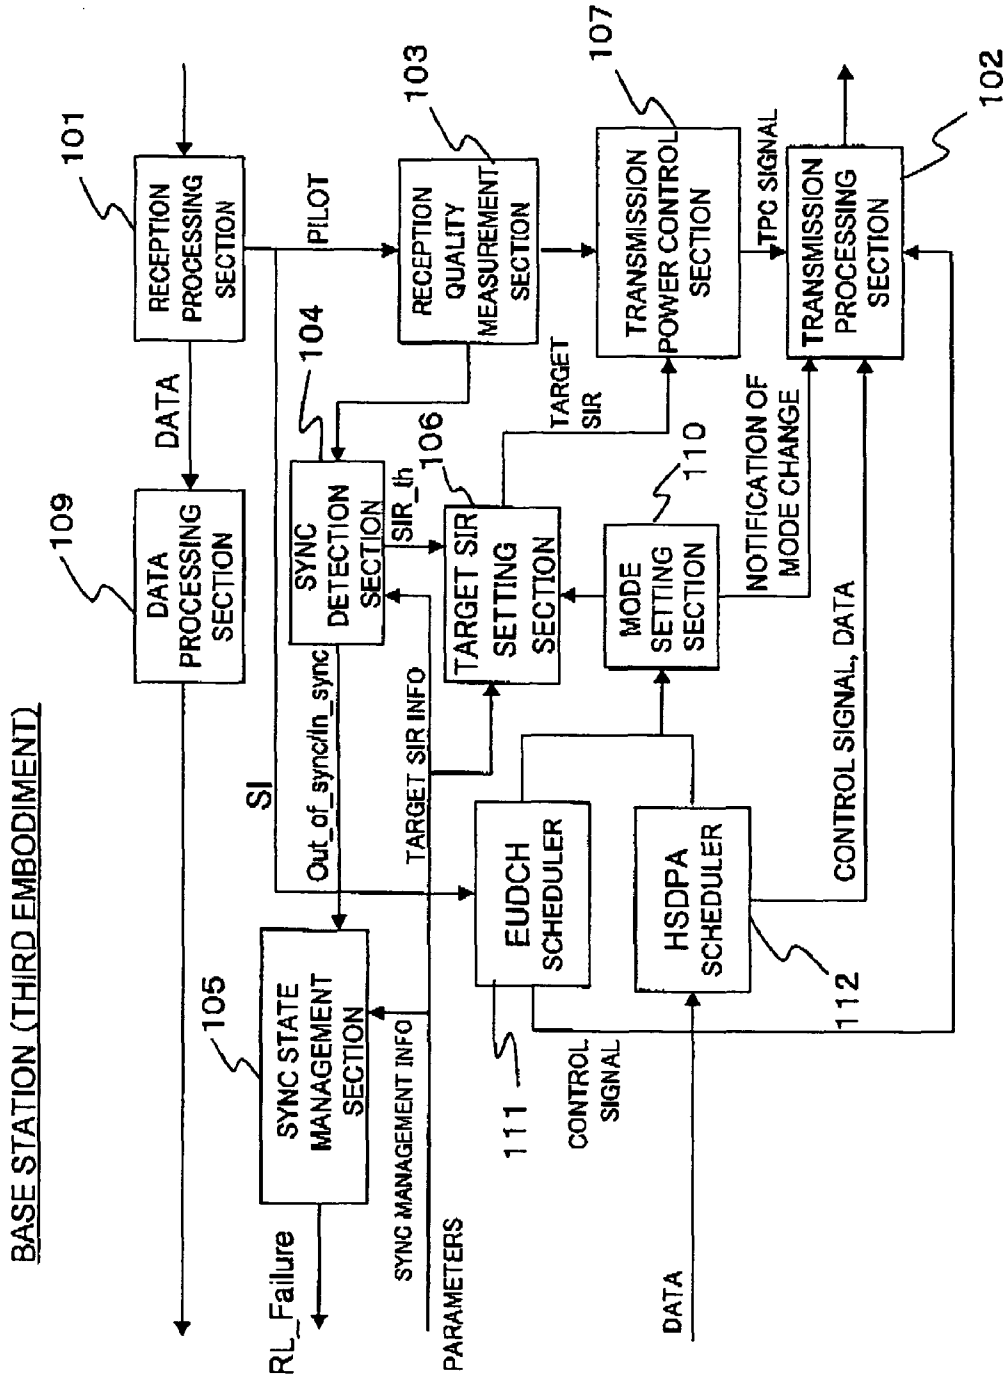 BASE STATION (THIRD EMBODIMENT)
109
DATA
PROCESSING
SECTION
DATA
101
RECEPTION
PROCESSING
SECTION
SI
PILOT
105
SYNC STATE
MANAGEMENT
SECTION
RL_Failure
Out_of_sync/In_sync
104
SYNC
DETECTION
SECTION
SIR_th
103
RECEPTION
QUALITY
MEASUREMENT
SECTION
SYNC MANAGEMENT INFO
TARGET SIR INFO
PARAMETERS
106
TARGET SIR
SETTING
SECTION
TARGET
SIR
107
TRANSMISSION
POWER CONTROL
SECTION
TPC SIGNAL
111
EUDCH
SCHEDULER
CONTROL
SIGNAL
110
MODE
SETTING
SECTION
NOTIFICATION OF
MODE CHANGE
102
TRANSMISSION
PROCESSING
SECTION
DATA
HSDPA
SCHEDULER
112
CONTROL SIGNAL, DATA